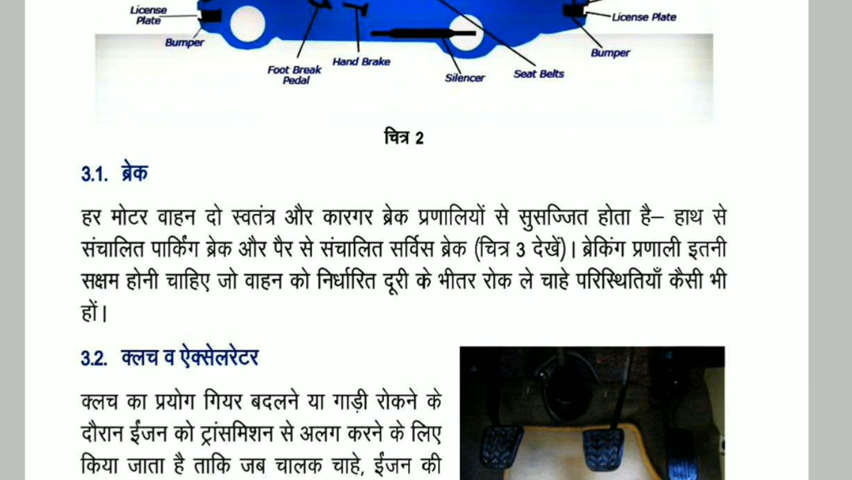 License
Plate
Bumper
Foot Break
Pedal
Hand Brake
Silencer
Seat Belts
License Plate
Bumper
चित्र 2
3.1. ब्रेक
हर मोटर वाहन दो स्वतंत्र और कारगर ब्रेक प्रणालियों से सुसज्जित होता है– हाथ से
संचालित पार्किंग ब्रेक और पैर से संचालित सर्विस ब्रेक (चित्र 3 देखें)। ब्रेकिंग प्रणाली इतनी
सक्षम होनी चाहिए जो वाहन को निर्धारित दूरी के भीतर रोक ले चाहे परिस्थितियाँ कैसी भी
हों।
3.2. क्लच व ऐक्सेलरेटर
क्लच का प्रयोग गियर बदलने या गाड़ी रोकने के
दौरान ईंजन को ट्रांसमिशन से अलग करने के लिए
किया जाता है ताकि जब चालक चाहे, ईंजन की